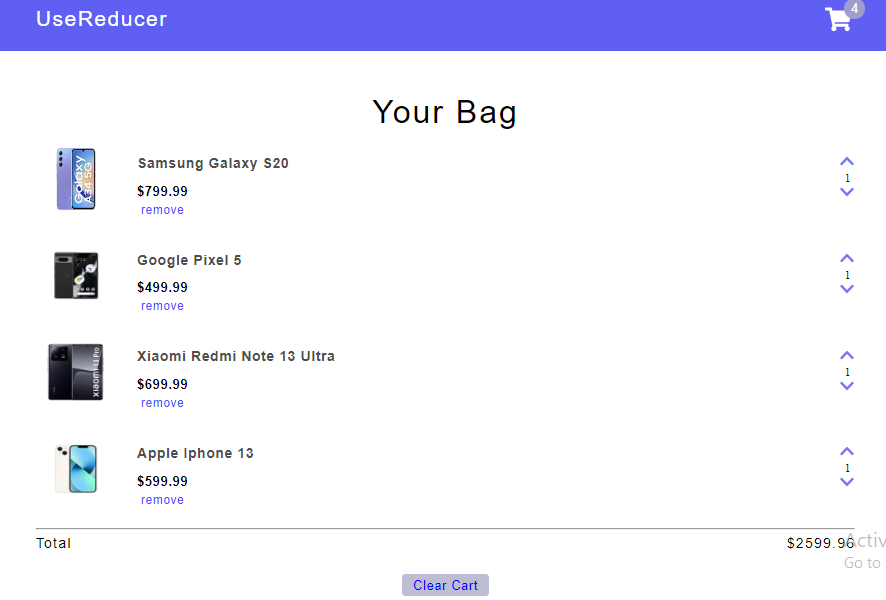 UseReducer
4
Your Bag
Samsung Galaxy S20
1
$799.99
remove
Galaxy
A34 5G
Google Pixel 5
1
$499.99
remove
Xiaomi Redmi Note 13 Ultra
1
$699.99
remove
Apple Iphone 13
1
$599.99
remove
Total
$2599.96
Activ
Go to
Clear Cart